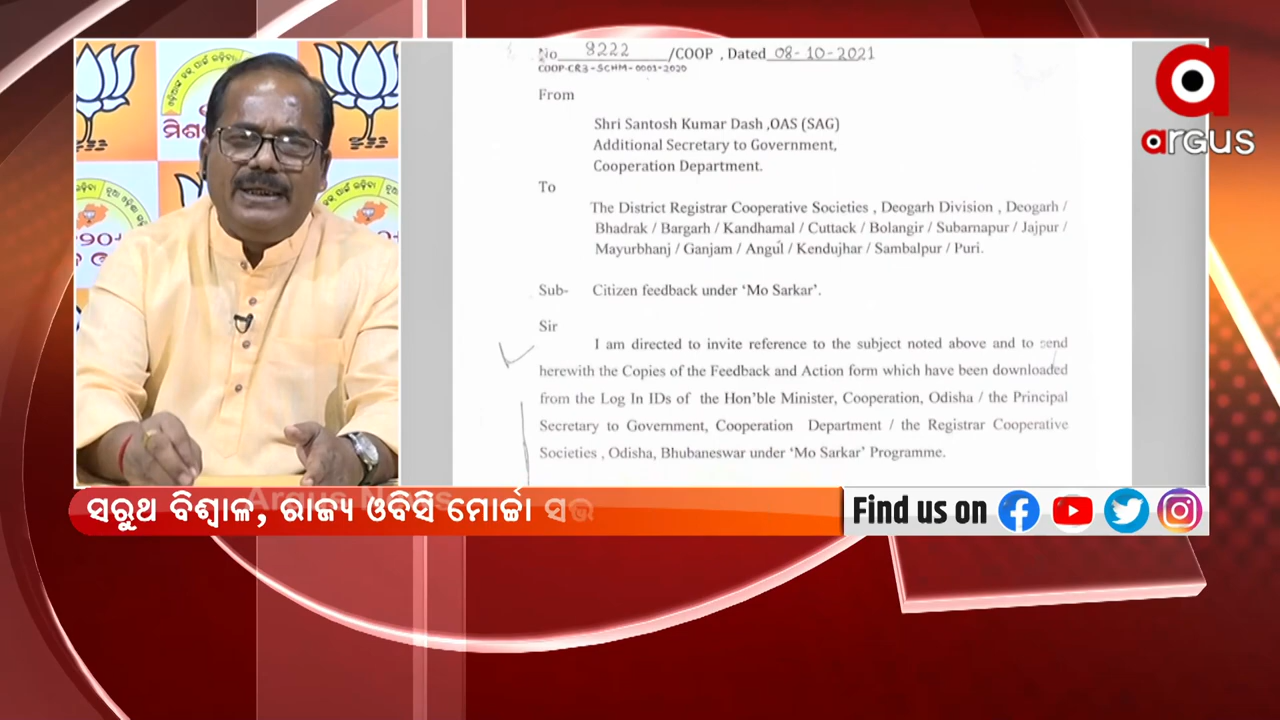 No 8222 /COOP , Dated 08-10-2021
COOP-CR3-SCHM-0001-2020
From
Shri Santosh Kumar Dash ,OAS (SAG)
Additional Secretary to Government,
Cooperation Department.
To
The District Registrar Cooperative Societies , Deogarh Division , Deogarh /
Bhadrak / Bargarh / Kandhamal / Cuttack / Bolangir / Subarnapur / Jajpur /
Mayurbhanj / Ganjam / Angul / Kendujhar / Sambalpur / Puri.
Sub- Citizen feedback under ‘Mo Sarkar’.
Sir
I am directed to invite reference to the subject noted above and to send
herewith the Copies of the Feedback and Action form which have been downloaded
from the Log In IDs of the Hon’ble Minister, Cooperation, Odisha / the Principal
Secretary to Government, Cooperation Department / the Registrar Cooperative
Societies , Odisha, Bhubaneswar under ‘Mo Sarkar’ Programme.
argus
Argus News
ସରୁଥ ବିଶ୍ୱାଳ, ରାଜ୍ୟ ଓବିସି ମୋର୍ଚ୍ଚା
Find us on